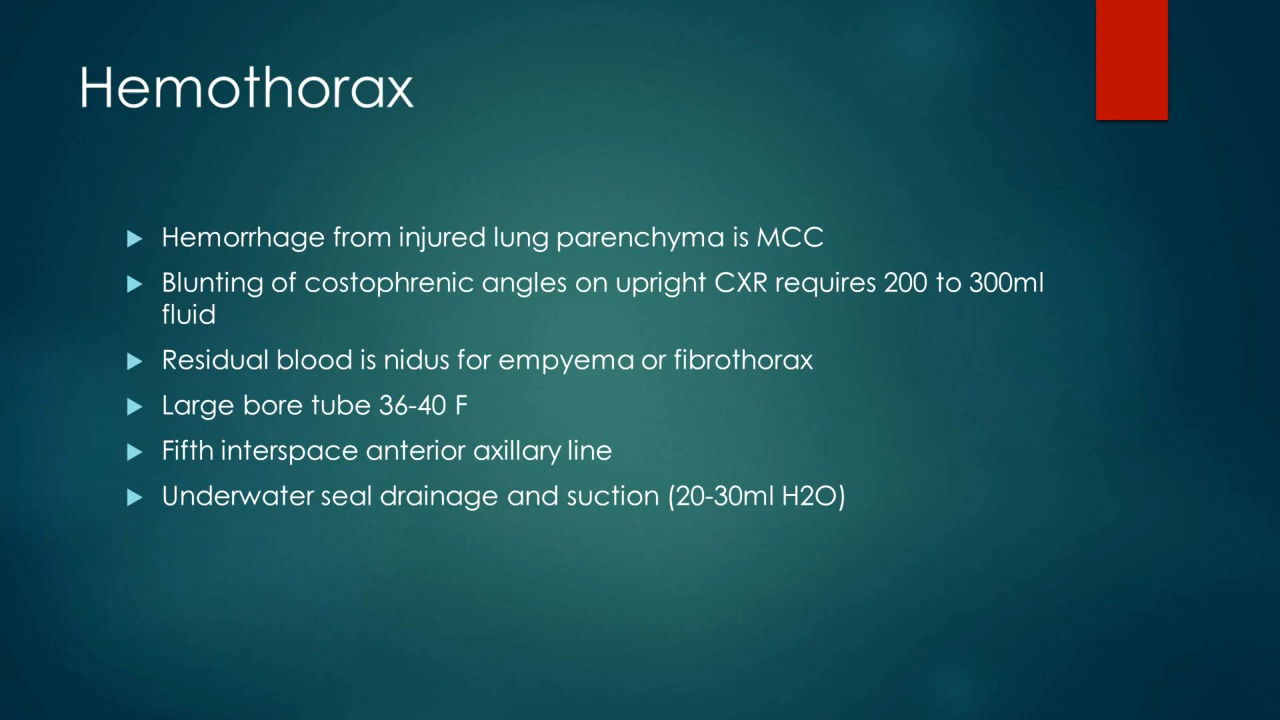 Hemothorax
Hemorrhage from injured lung parenchyma is MCC
Blunting of costophrenic angles on upright CXR requires 200 to 300ml
fluid
Residual blood is nidus for empyema or fibrothorax
Large bore tube 36-40 F
Fifth interspace anterior axillary line
Underwater seal drainage and suction (20-30ml H2O)